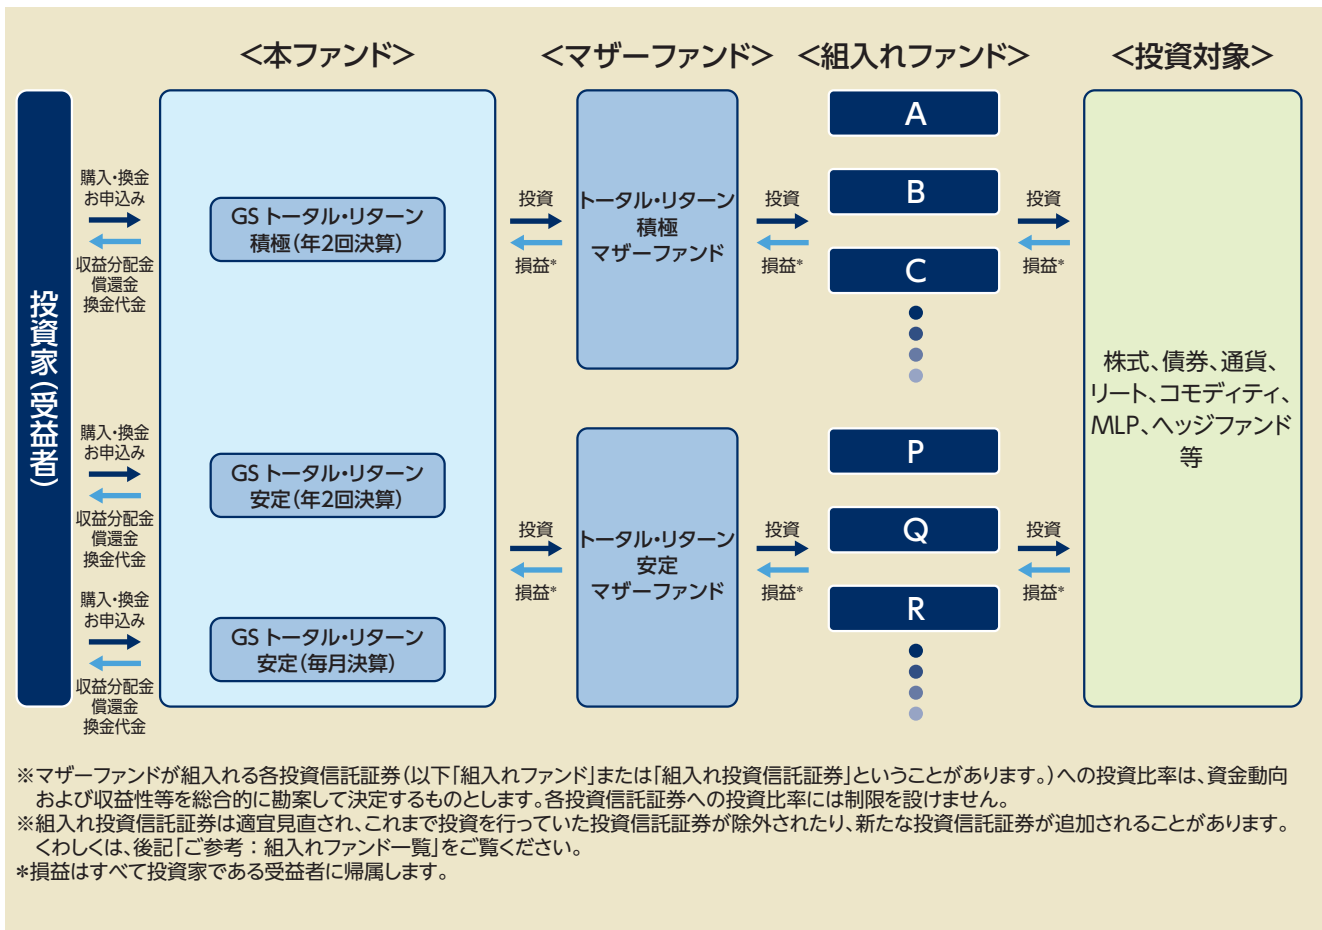 <本ファンド>
<マザーファンド>
<組入れファンド>
<投資対象>
投資家(受益者)
購入・換金
お申込み
収益分配金
償還金
換金代金
GS トータル・リターン
積極(年2回決算)
投資
損益*
トータル・リターン
積極
マザーファンド
投資
損益*
A
B
C
投資
損益*
株式、債券、通貨、
リート、コモディティ、
MLP、ヘッジファンド
等
購入・換金
お申込み
収益分配金
償還金
換金代金
GS トータル・リターン
安定(年2回決算)
購入・換金
お申込み
収益分配金
償還金
換金代金
GS トータル・リターン
安定(毎月決算)
投資
損益*
トータル・リターン
安定
マザーファンド
投資
損益*
P
Q
R
投資
損益*
※マザーファンドが組入れる各投資信託証券(以下「組入れファンド」または「組入れ投資信託証券」ということがあります。)への投資比率は、資金動向
および収益性等を総合的に勘案して決定するものとします。各投資信託証券への投資比率には制限を設けません。
※組入れ投資信託証券は適宜見直され、これまで投資を行っていた投資信託証券が除外されたり、新たな投資信託証券が追加されることがあります。
くわしくは、後記「ご参考：組入れファンド一覧」をご覧ください。
*損益はすべて投資家である受益者に帰属します。